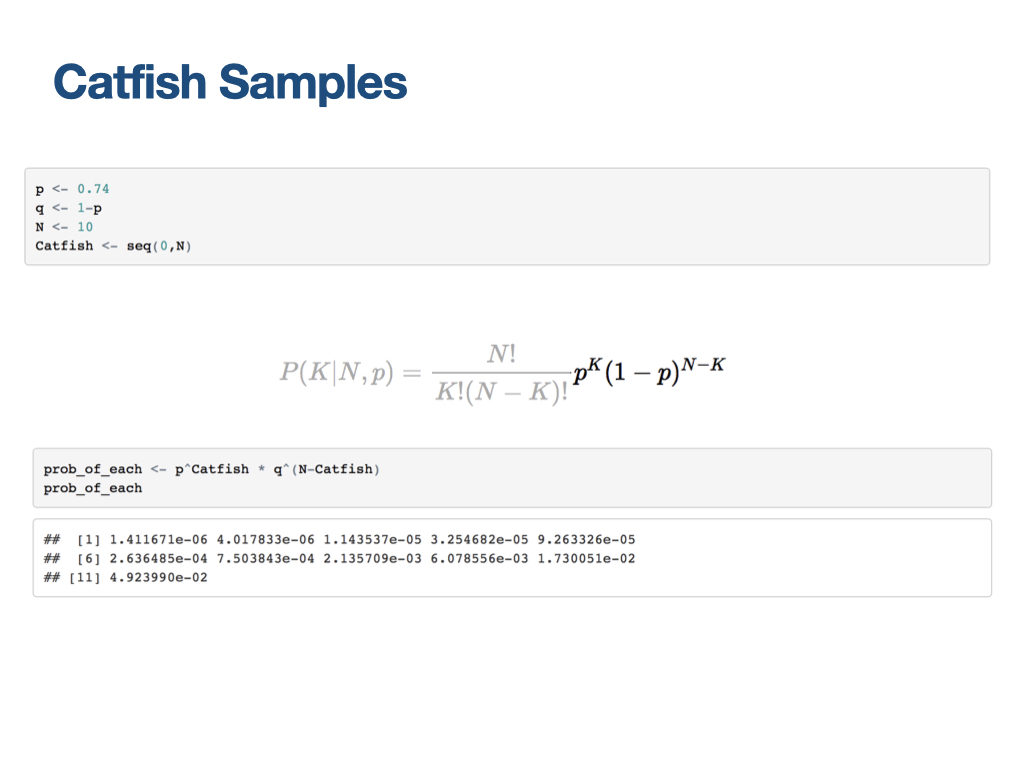 Catfish Samples
p <- 0.74
q <- 1-p
N <- 10
Catfish <- seq(0,N)
P(K|N, p) = N! / K!(N − K)! p^K (1 − p)^{N−K}
prob_of_each <- p^Catfish * q^(N-Catfish)
prob_of_each
##  [1] 1.411671e-06 4.017833e-06 1.143537e-05 3.254682e-05 9.263326e-05
##  [6] 2.636485e-04 7.503843e-04 2.135709e-03 6.078556e-03 1.730051e-02
## [11] 4.923990e-02